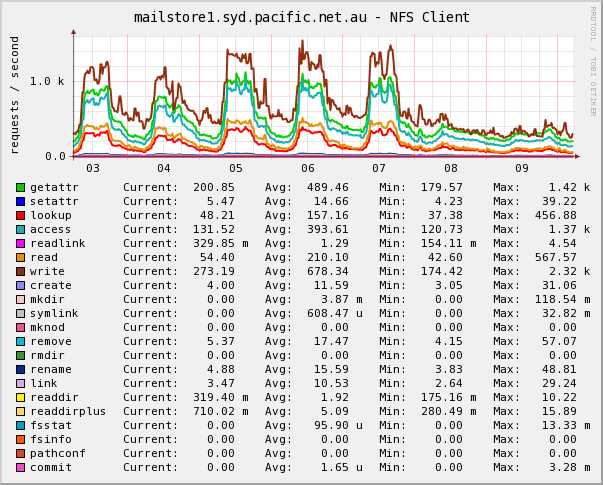 mailstore1.syd.pacific.net.au - NFS Client
RRDTOOL / TOBI OETIKER
requests / second
1.0 k
0.0
03 04 05 06 07 08 09
getattr Current: 200.85 Avg: 489.46 Min: 179.57 Max: 1.42 k
setattr Current: 5.47 Avg: 14.66 Min: 4.23 Max: 39.22
lookup Current: 48.21 Avg: 157.16 Min: 37.38 Max: 456.88
access Current: 131.52 Avg: 393.61 Min: 120.73 Max: 1.37 k
readlink Current: 329.85 m Avg: 1.29 Min: 154.11 m Max: 4.54
read Current: 54.40 Avg: 210.10 Min: 42.60 Max: 567.57
write Current: 273.19 Avg: 678.34 Min: 174.42 Max: 2.32 k
create Current: 4.00 Avg: 11.59 Min: 3.05 Max: 31.06
mkdir Current: 0.00 Avg: 3.87 m Min: 0.00 Max: 118.54 m
symlink Current: 0.00 Avg: 608.47 u Min: 0.00 Max: 32.82 m
mknod Current: 0.00 Avg: 0.00 Min: 0.00 Max: 0.00
remove Current: 5.37 Avg: 17.47 Min: 4.15 Max: 57.07
rmdir Current: 0.00 Avg: 0.00 Min: 0.00 Max: 0.00
rename Current: 4.88 Avg: 15.59 Min: 3.83 Max: 48.81
link Current: 3.47 Avg: 10.53 Min: 2.64 Max: 29.24
readdir Current: 319.40 m Avg: 1.92 Min: 175.16 m Max: 10.22
readdirplus Current: 710.02 m Avg: 5.09 Min: 280.49 m Max: 15.89
fsstat Current: 0.00 Avg: 95.90 u Min: 0.00 Max: 13.33 m
fsinfo Current: 0.00 Avg: 0.00 Min: 0.00 Max: 0.00
pathconf Current: 0.00 Avg: 0.00 Min: 0.00 Max: 0.00
commit Current: 0.00 Avg: 1.65 u Min: 0.00 Max: 3.28 m